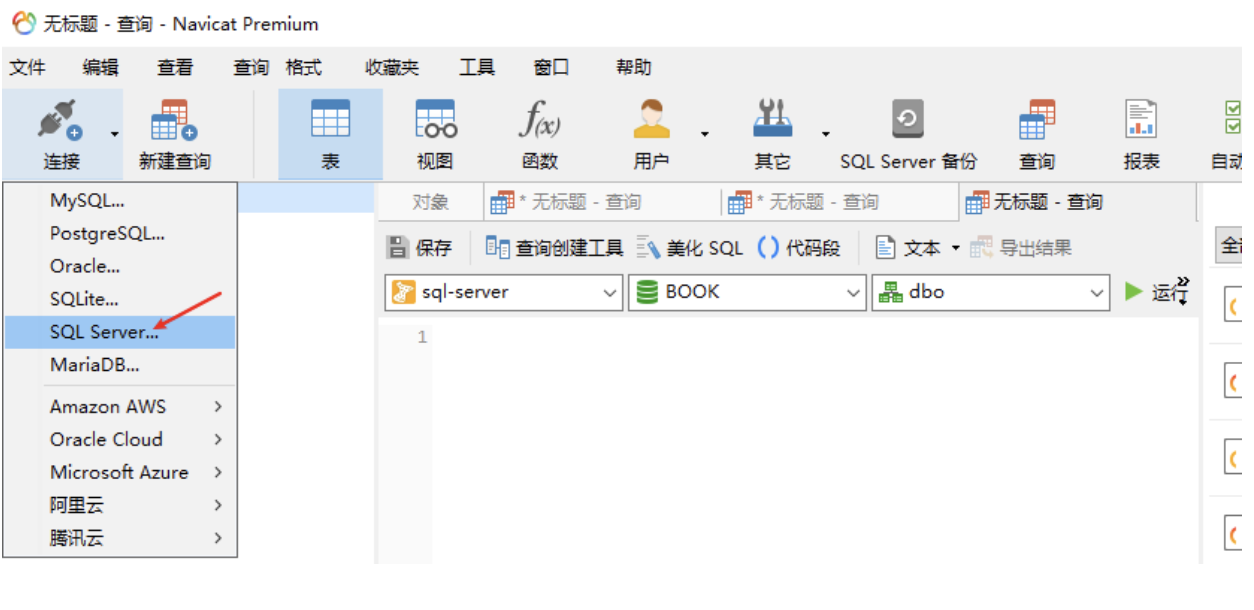 无标题 - 查询 - Navicat Premium
文件 编辑 查看 查询 格式 收藏夹 工具 窗口 帮助
连接 新建查询 表 视图 f(x) 函数 用户 其它 SQL Server 备份 查询 报表
MySQL...
PostgreSQL...
Oracle...
SQLite...
SQL Server...
MariaDB...
Amazon AWS
Oracle Cloud
Microsoft Azure
阿里云
腾讯云
对象 * 无标题 - 查询 * 无标题 - 查询 无标题 - 查询
保存 查询创建工具 美化 SQL () 代码段 文本 导出结果
sql-server BOOK dbo 运行
1